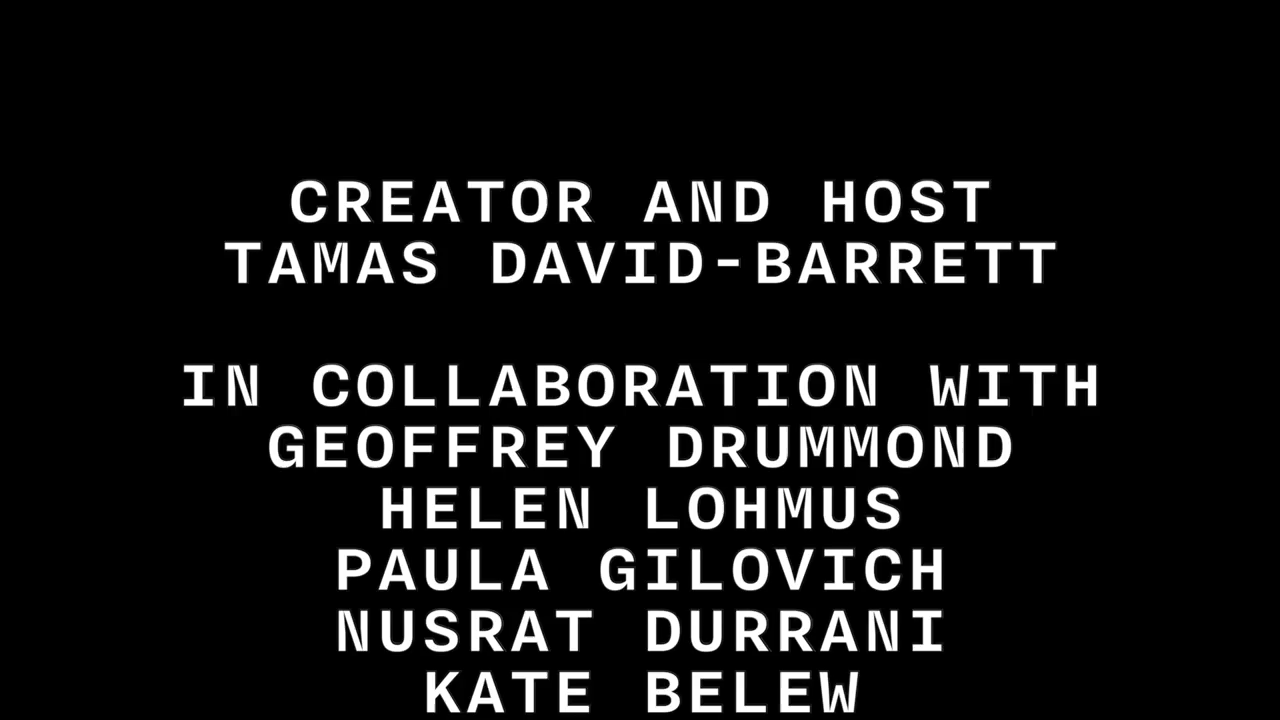 CREATOR AND HOST
TAMAS DAVID-BARRETT
IN COLLABORATION WITH
GEOFFREY DRUMMOND
HELEN LOHMUS
PAULA GILOVICH
NUSRAT DURRANI
KATE BELEW